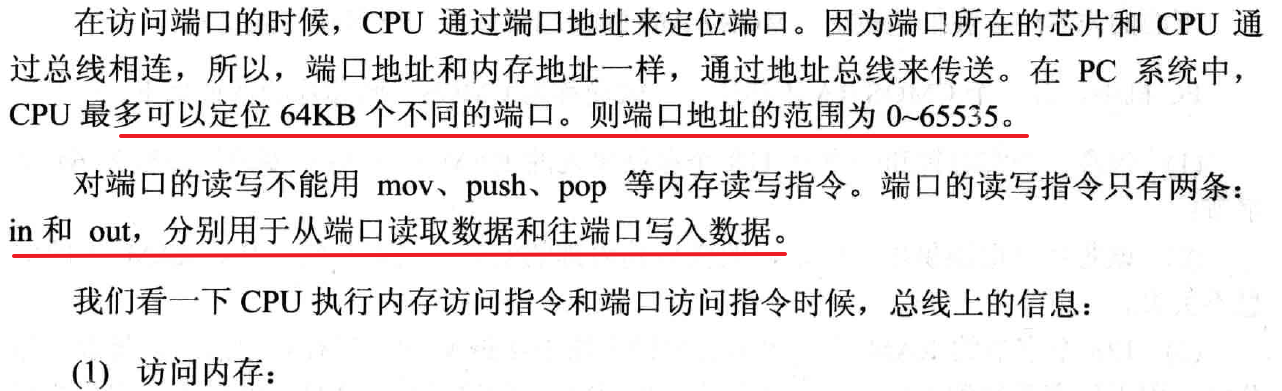 在访问端口的时候，CPU 通过端口地址来定位端口。因为端口所在的芯片和 CPU 通
过总线相连，所以，端口地址和内存地址一样，通过地址总线来传送。在 PC 系统中，
CPU 最多可以定位 64KB 个不同的端口。则端口地址的范围为 0~65535。
对端口的读写不能用 mov、push、pop 等内存读写指令。端口的读写指令只有两条：
in 和 out，分别用于从端口读取数据和往端口写入数据。
我们看一下 CPU 执行内存访问指令和端口访问指令时候，总线上的信息：
(1) 访问内存：